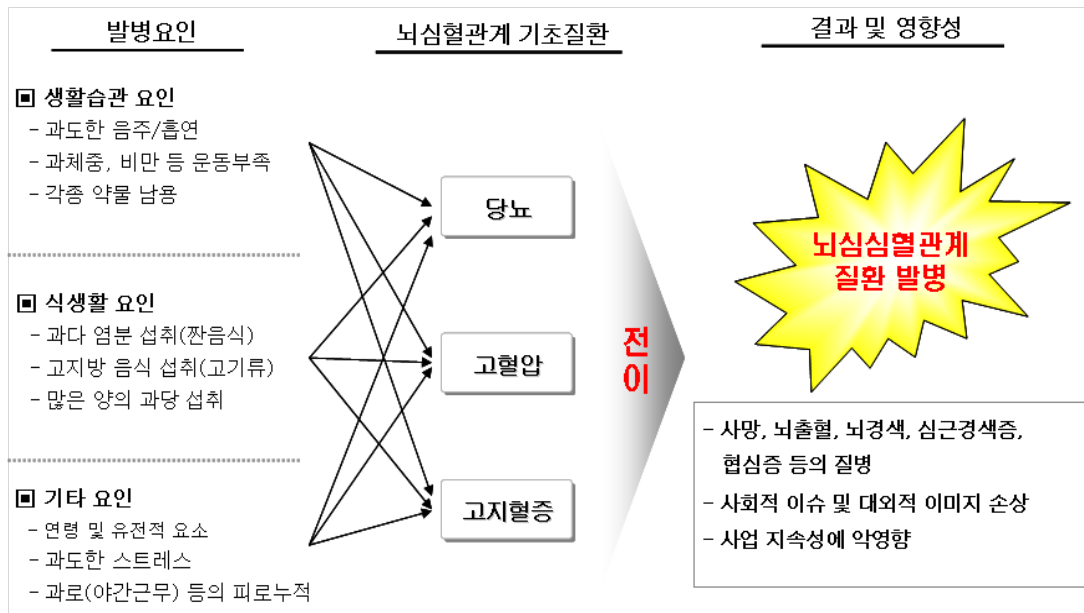 발병요인
뇌심혈관계 기초질환
결과 및 영향성
▣ 생활습관 요인
- 과도한 음주/흡연
- 과체중, 비만 등 운동부족
- 각종 약물 남용
▣ 식생활 요인
- 과다 염분 섭취(짠음식)
- 고지방 음식 섭취(고기류)
- 많은 양의 과당 섭취
▣ 기타 요인
- 연령 및 유전적 요소
- 과도한 스트레스
- 과로(야간근무) 등의 피로누적
당뇨
고혈압
고지혈증
전
이
뇌심심혈관계
질환 발병
- 사망, 뇌출혈, 뇌경색, 심근경색증,
협심증 등의 질병
- 사회적 이슈 및 대외적 이미지 손상
- 사업 지속성에 악영향